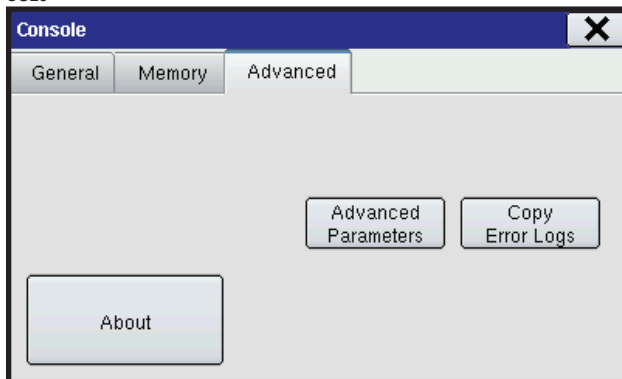 Console
General Memory Advanced
Advanced Copy
Parameters Error Logs
About